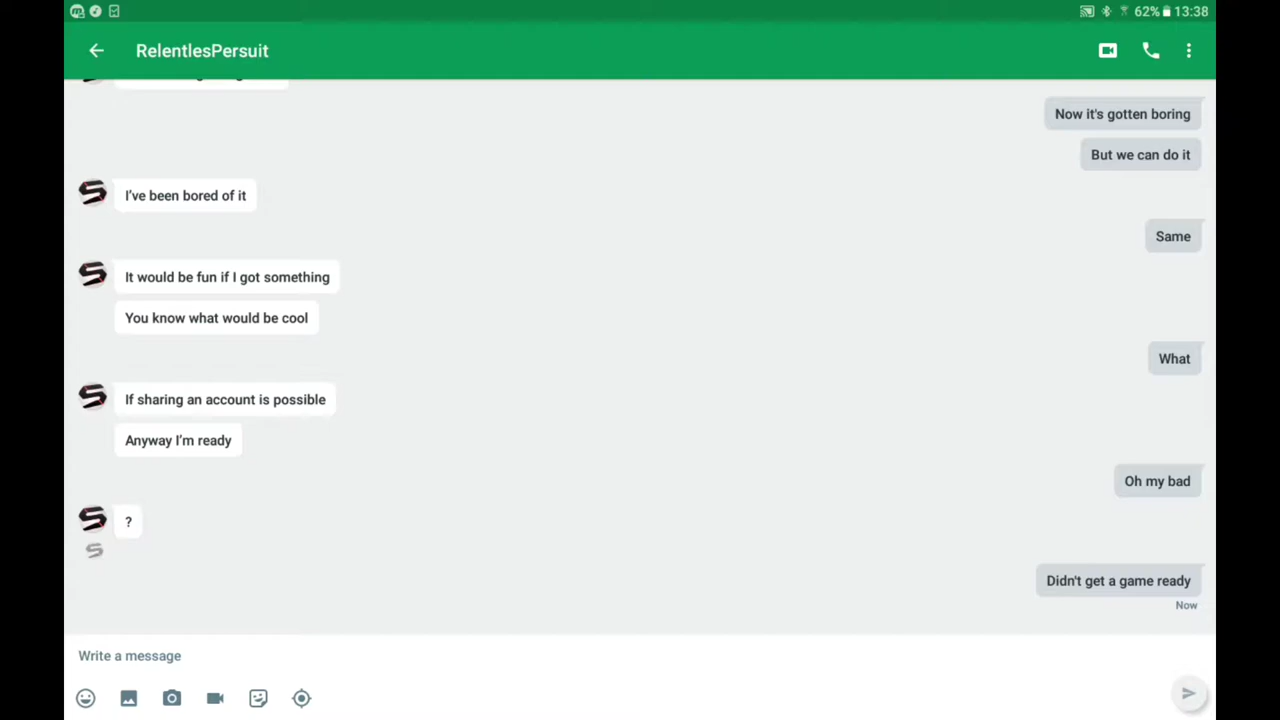 62% 13:38
RelentlesPersuit
Now it's gotten boring
But we can do it
I've been bored of it
Same
It would be fun if I got something
You know what would be cool
What
If sharing an account is possible
Anyway I'm ready
Oh my bad
?
Didn't get a game ready
Now
Write a message